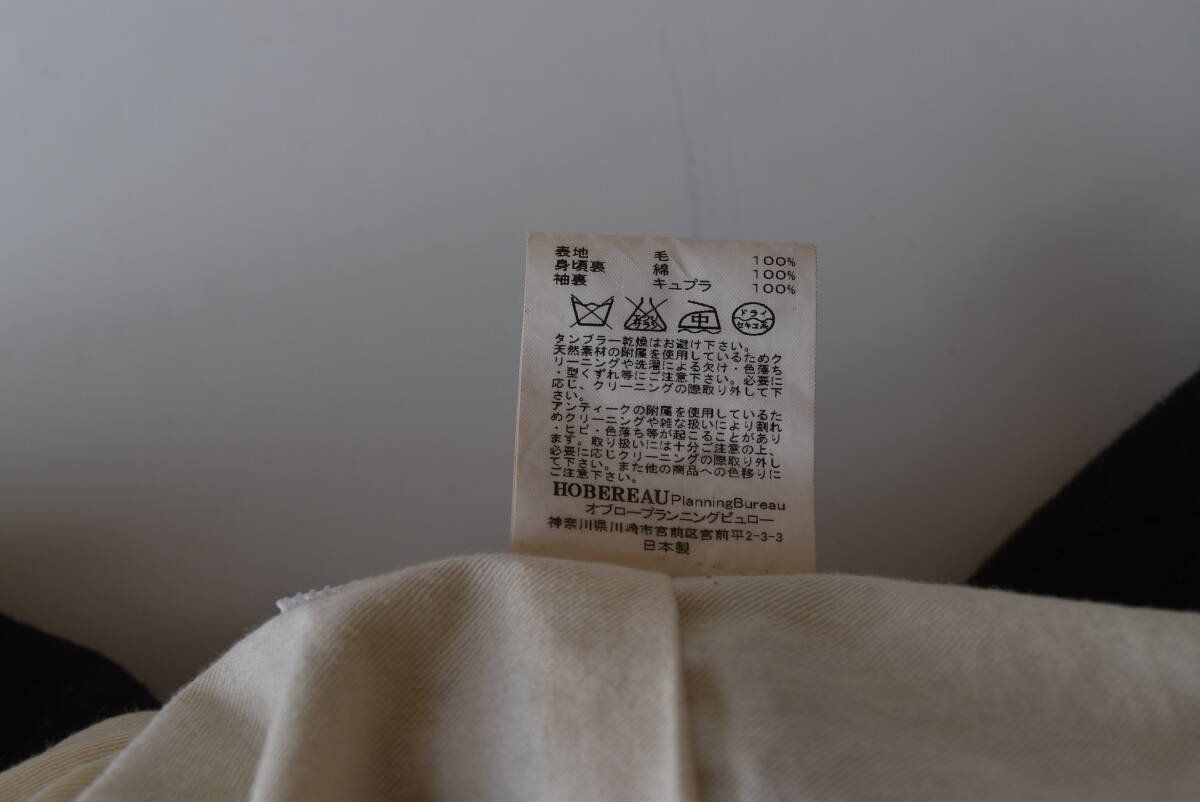 表地 毛 100%
身頃裏 綿 100%
袖裏 キュプラ 100%
エンソ サラシ 中 ドライ セキユ系
タンブラー乾燥はお避け下さい。
天然素材の附属を使用しているためク
リーニングや洗濯による欠け・色落ち
・型くずれ等にご注意下さい。必要に
応じ、クリーニングの際取り外して下
さい。
アンティークの附属を使用しているた
めクリーニングや雑な扱いにより割れ
・ヒビ・色落ち等が起こることがあり
ます。取り扱いには十分ご注意の上、
必要に応じクリーニングの際取り外し
て下さい。また他の商品への色移りに
ご注意下さい。
HOBEREAU PlanningBureau
オブロープランニングビュロー
神奈川県川崎市宮前区宮前平2-3-3
日本製